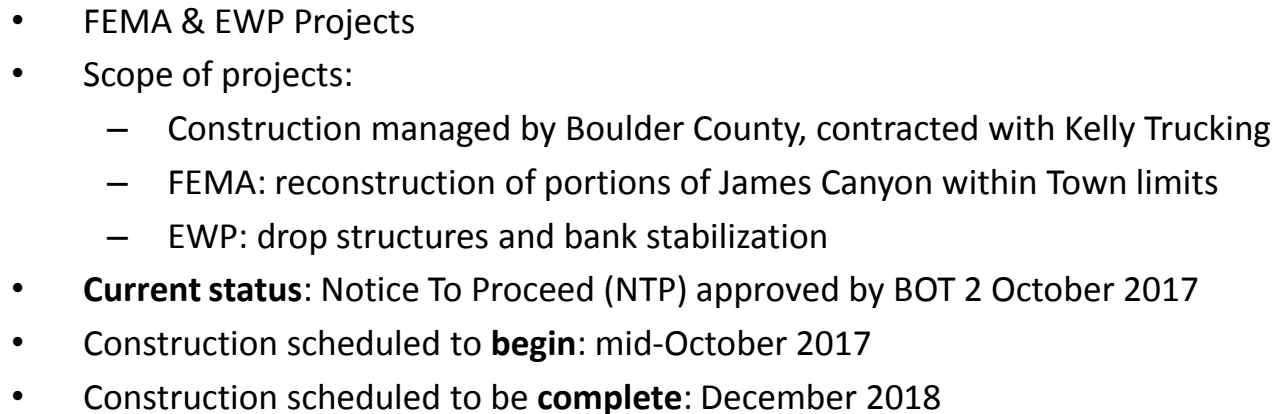 • FEMA & EWP Projects
• Scope of projects:
– Construction managed by Boulder County, contracted with Kelly Trucking
– FEMA: reconstruction of portions of James Canyon within Town limits
– EWP: drop structures and bank stabilization
• Current status: Notice To Proceed (NTP) approved by BOT 2 October 2017
• Construction scheduled to begin: mid-October 2017
• Construction scheduled to be complete: December 2018